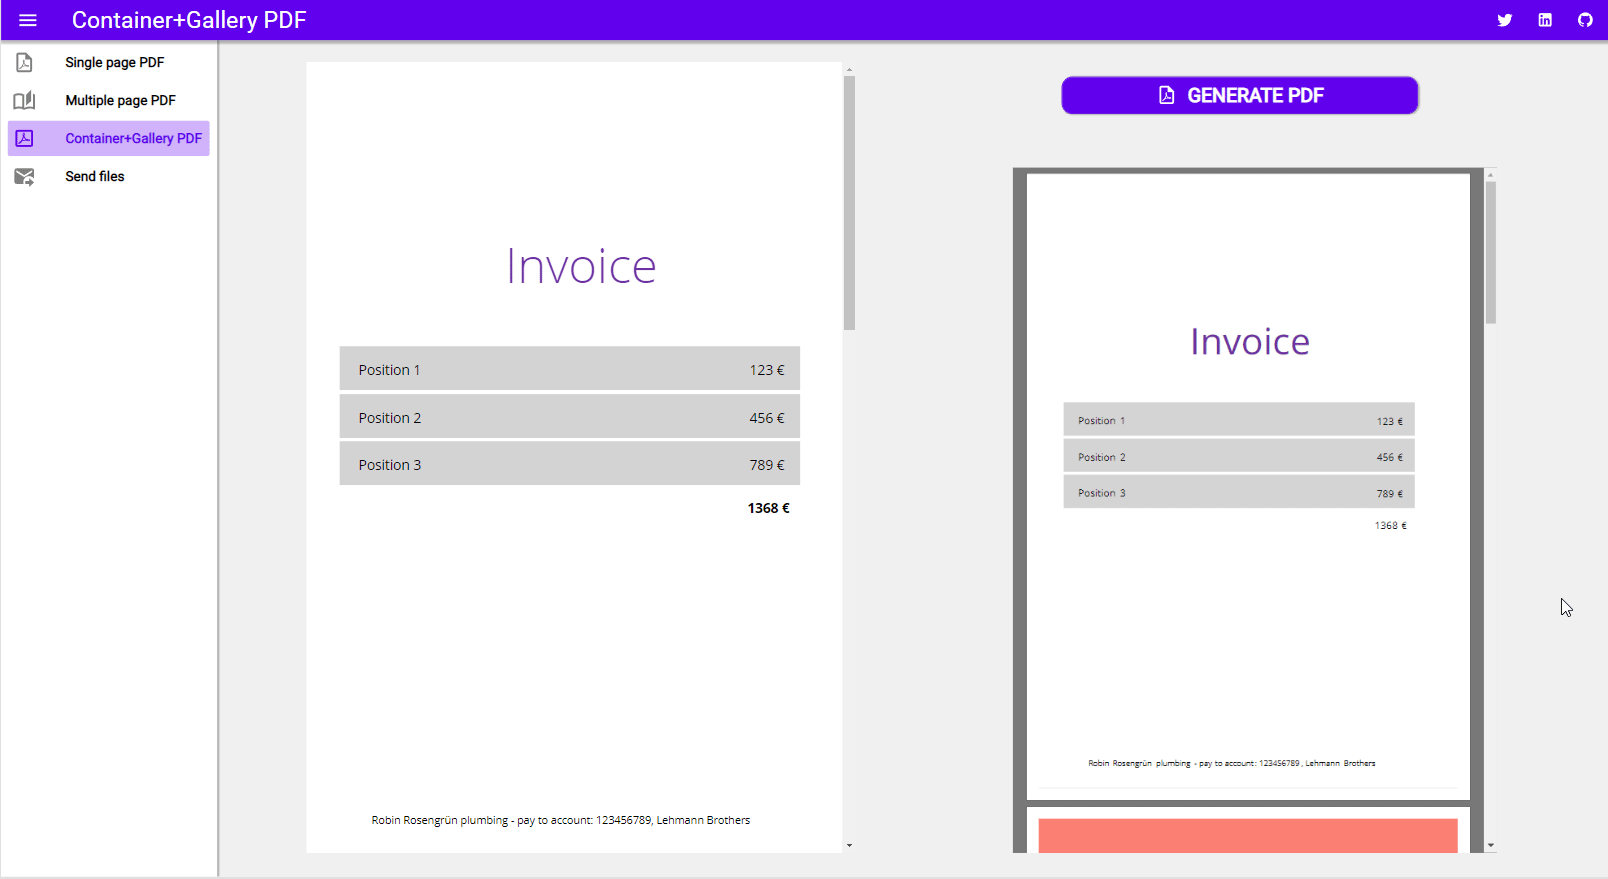 Container+Gallery PDF
Single page PDF
Multiple page PDF
Container+Gallery PDF
Send files
Invoice
Position 1 123 €
Position 2 456 €
Position 3 789 €
1368 €
Robin Rosengrün plumbing - pay to account: 123456789, Lehmann Brothers
GENERATE PDF
Invoice
Position 1 123 €
Position 2 456 €
Position 3 789 €
1368 €
Robin Rosengrün plumbing - pay to account: 123456789, Lehmann Brothers